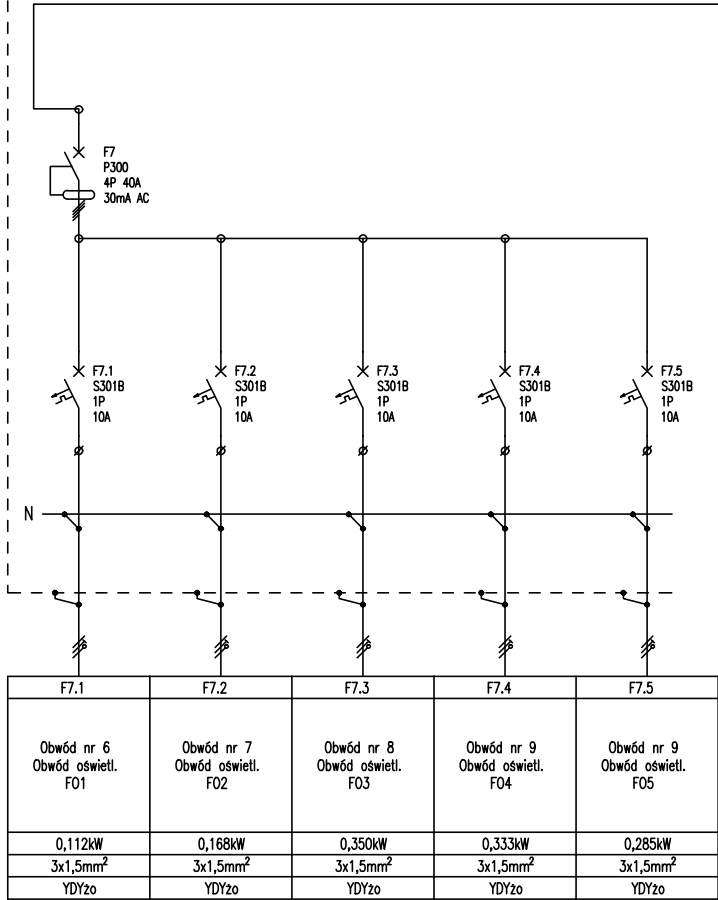 F7
P300
4P 40A
30mA AC
F7.1
S301B
1P
10A
F7.2
S301B
1P
10A
F7.3
S301B
1P
10A
F7.4
S301B
1P
10A
F7.5
S301B
1P
10A
N
F7.1 F7.2 F7.3 F7.4 F7.5
Obwód nr 6 Obwód nr 7 Obwód nr 8 Obwód nr 9 Obwód nr 9
Obwód oświetl. Obwód oświetl. Obwód oświetl. Obwód oświetl. Obwód oświetl.
FO1 FO2 FO3 FO4 FO5
0,112kW 0,168kW 0,350kW 0,333kW 0,285kW
3x1,5mm² 3x1,5mm² 3x1,5mm² 3x1,5mm² 3x1,5mm²
YDYżo YDYżo YDYżo YDYżo YDYżo